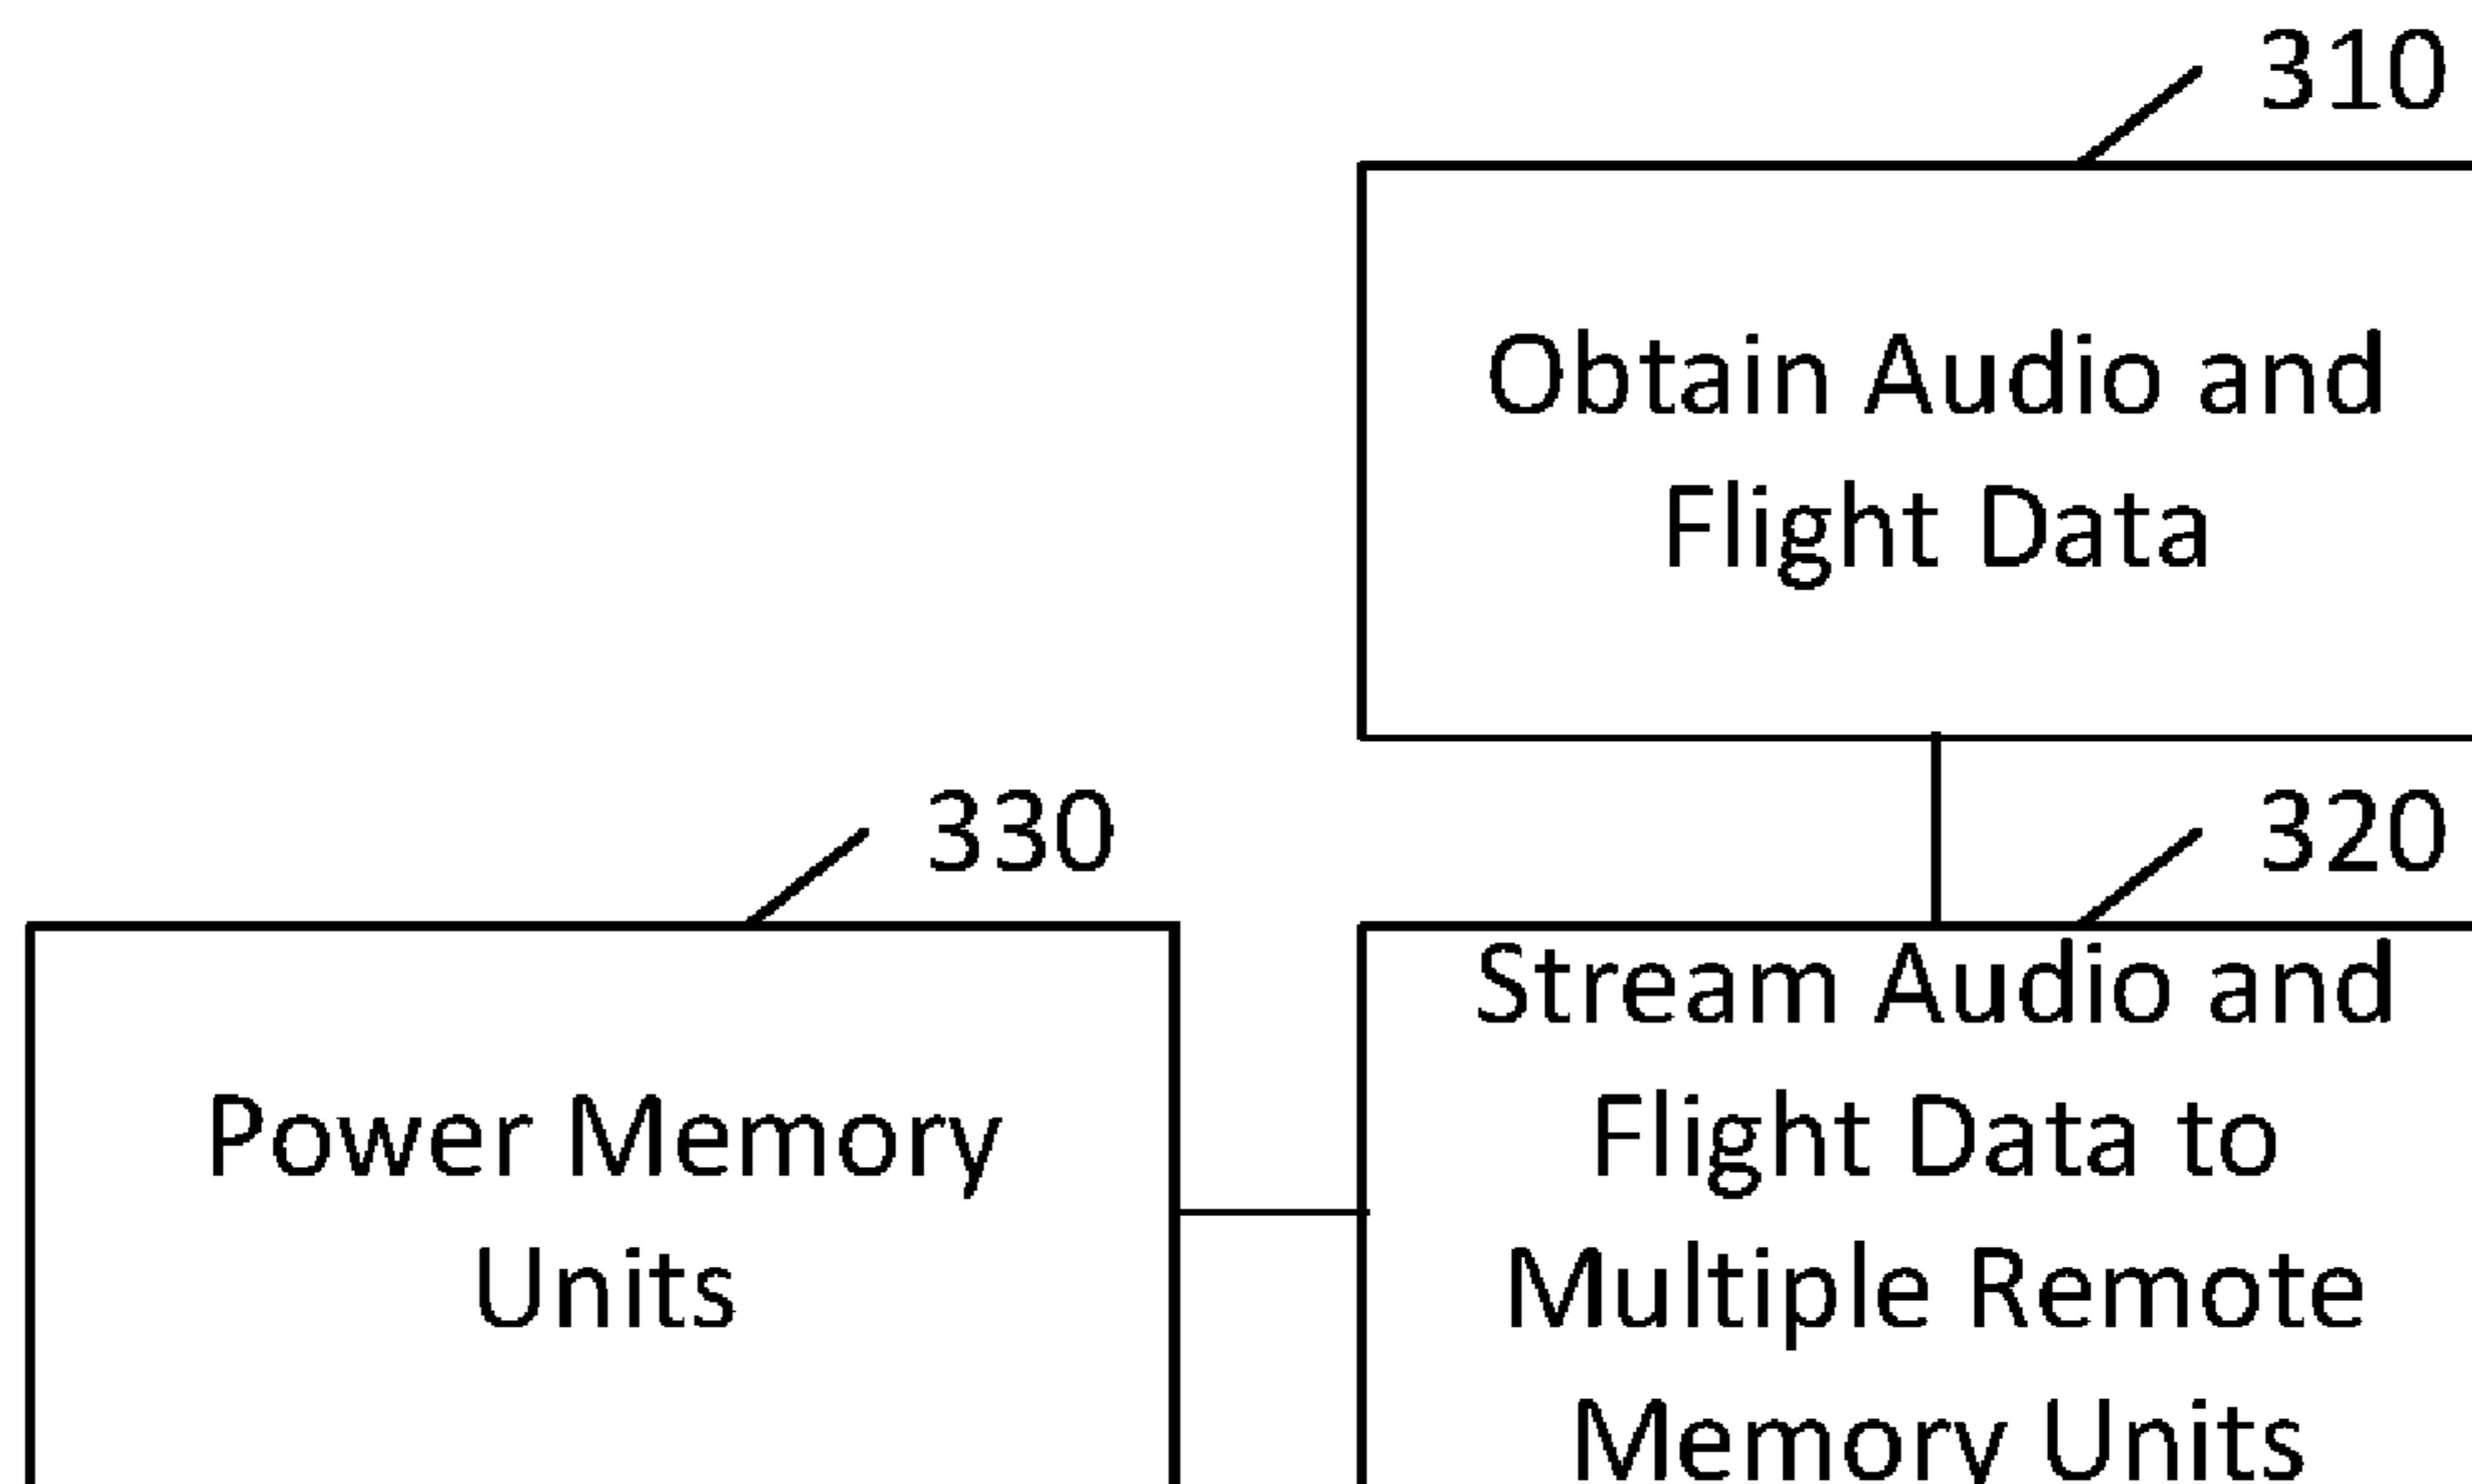 310
Obtain Audio and
Flight Data
330
320
Power Memory
Units
Stream Audio and
Flight Data to
Multiple Remote
Memory Units